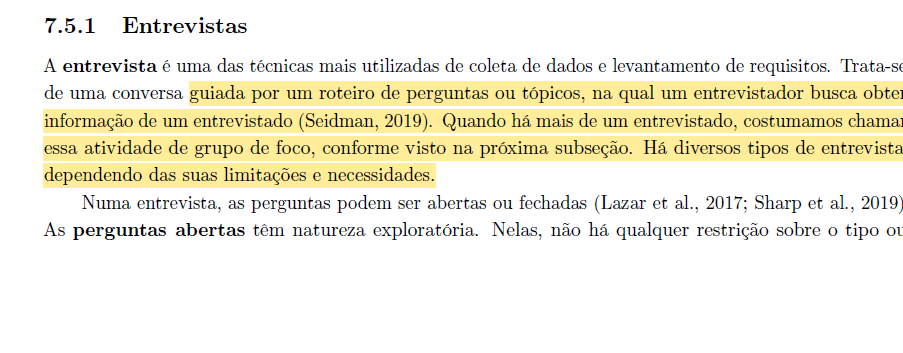 7.5.1 Entrevistas
A entrevista é uma das técnicas mais utilizadas de coleta de dados e levantamento de requisitos. Trata-se
de uma conversa guiada por um roteiro de perguntas ou tópicos, na qual um entrevistador busca obter
informação de um entrevistado (Seidman, 2019). Quando há mais de um entrevistado, costumamos chamar
essa atividade de grupo de foco, conforme visto na próxima subseção. Há diversos tipos de entrevista
dependendo das suas limitações e necessidades.
Numa entrevista, as perguntas podem ser abertas ou fechadas (Lazar et al., 2017; Sharp et al., 2019)
As perguntas abertas têm natureza exploratória. Nelas, não há qualquer restrição sobre o tipo ou